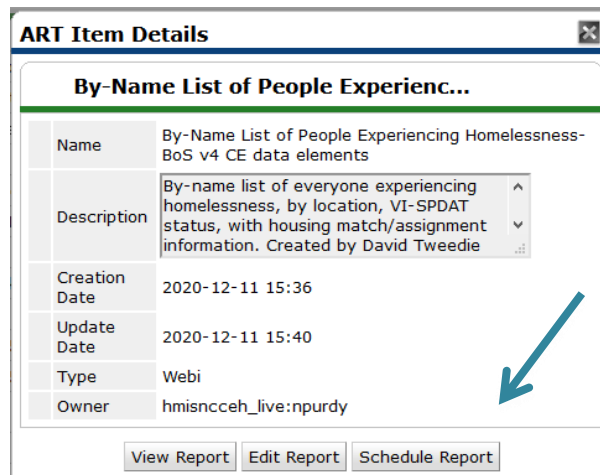 ART Item Details
By-Name List of People Experienc...
Name
By-Name List of People Experiencing Homelessness-
BoS v4 CE data elements
Description
By-name list of everyone experiencing
homelessness, by location, VI-SPDAT
status, with housing match/assignment
information. Created by David Tweedie
Creation
Date
2020-12-11 15:36
Update
Date
2020-12-11 15:40
Type
Webi
Owner
hmisncceh_live:npurdy
View Report
Edit Report
Schedule Report